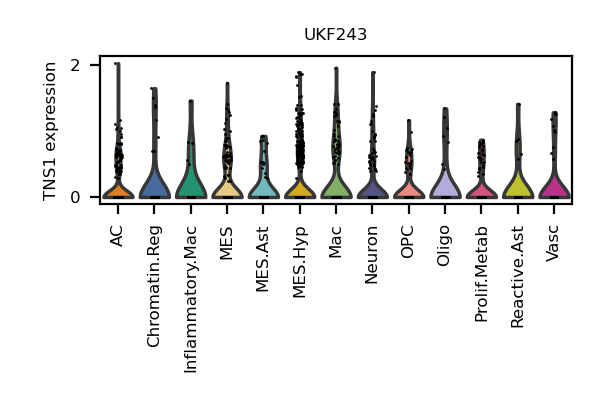 UKF243
TNS1 expression
2
0
AC
Chromatin.Reg
Inflammatory.Mac
MES
MES.Ast
MES.Hyp
Mac
Neuron
OPC
Oligo
Prolif.Metab
Reactive.Ast
Vasc